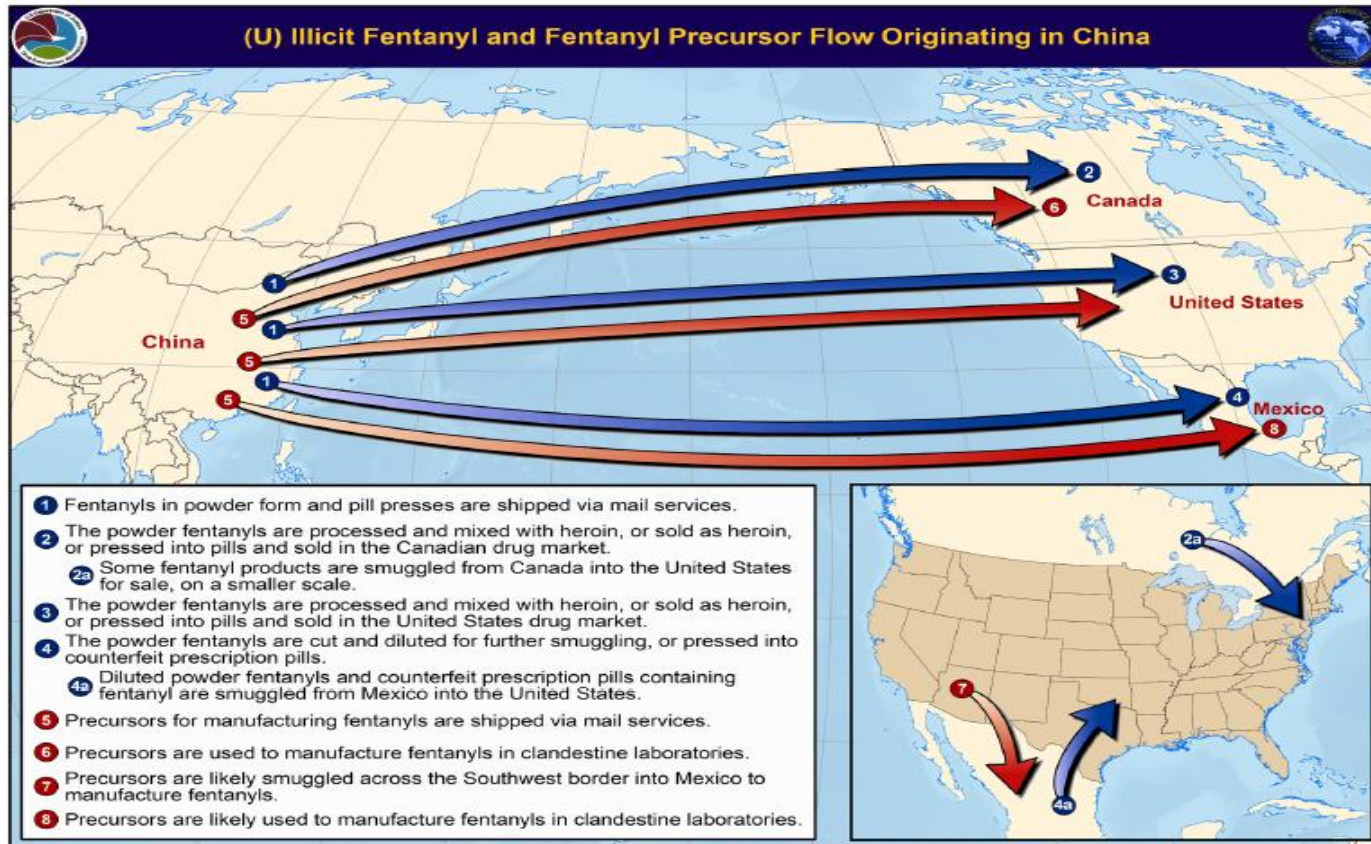 (U) Illicit Fentanyl and Fentanyl Precursor Flow Originating in China
2
Canada
6
1
3
5
United States
1
China
5
1
4
5
Mexico
8
1 Fentanyls in powder form and pill presses are shipped via mail services.
2 The powder fentanyls are processed and mixed with heroin, or sold as heroin,
or pressed into pills and sold in the Canadian drug market.
2a Some fentanyl products are smuggled from Canada into the United States
for sale, on a smaller scale.
3 The powder fentanyls are processed and mixed with heroin, or sold as heroin,
or pressed into pills and sold in the United States drug market.
4 The powder fentanyls are cut and diluted for further smuggling, or pressed into
counterfeit prescription pills.
4a Diluted powder fentanyls and counterfeit prescription pills containing
fentanyl are smuggled from Mexico into the United States.
5 Precursors for manufacturing fentanyls are shipped via mail services.
6 Precursors are used to manufacture fentanyls in clandestine laboratories.
7 Precursors are likely smuggled across the Southwest border into Mexico to
manufacture fentanyls.
8 Precursors are likely used to manufacture fentanyls in clandestine laboratories.
2a
7
4a